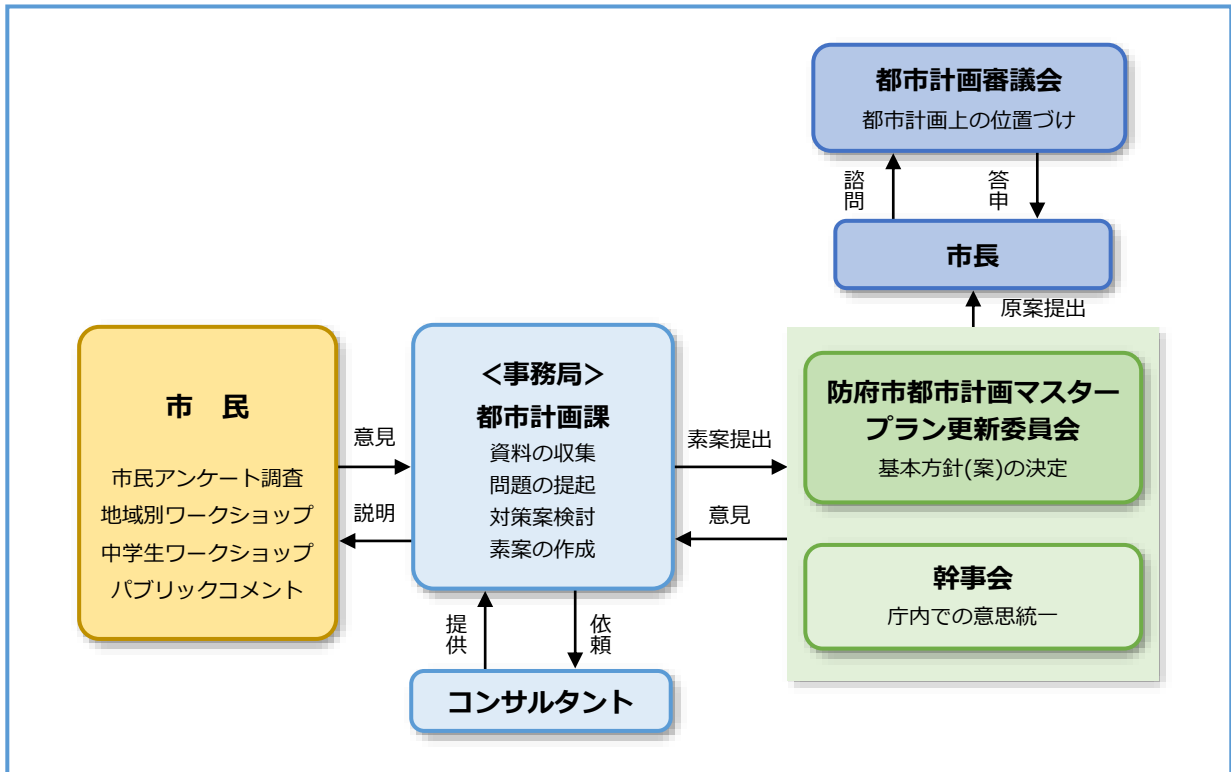 都市計画審議会
都市計画上の位置づけ
諮問
答申
市長
原案提出
市　民
市民アンケート調査
地域別ワークショップ
中学生ワークショップ
パブリックコメント
意見
説明
＜事務局＞
都市計画課
資料の収集
問題の提起
対策案検討
素案の作成
素案提出
意見
防府市都市計画マスター
プラン更新委員会
基本方針(案)の決定
幹事会
庁内での意思統一
提供
依頼
コンサルタント